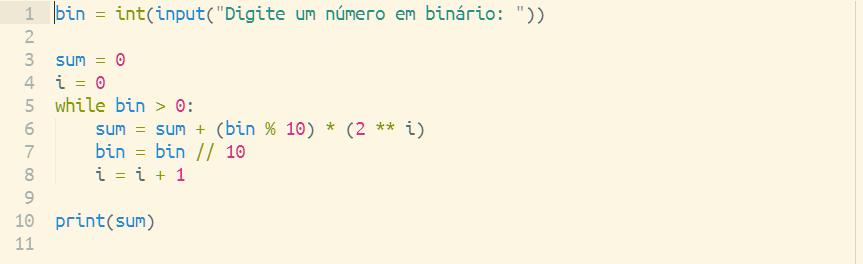 1 bin = int(input("Digite um número em binário: "))
2
3 sum = 0
4 i = 0
5 while bin > 0:
6     sum = sum + (bin % 10) * (2 ** i)
7     bin = bin // 10
8     i = i + 1
9
10 print(sum)
11